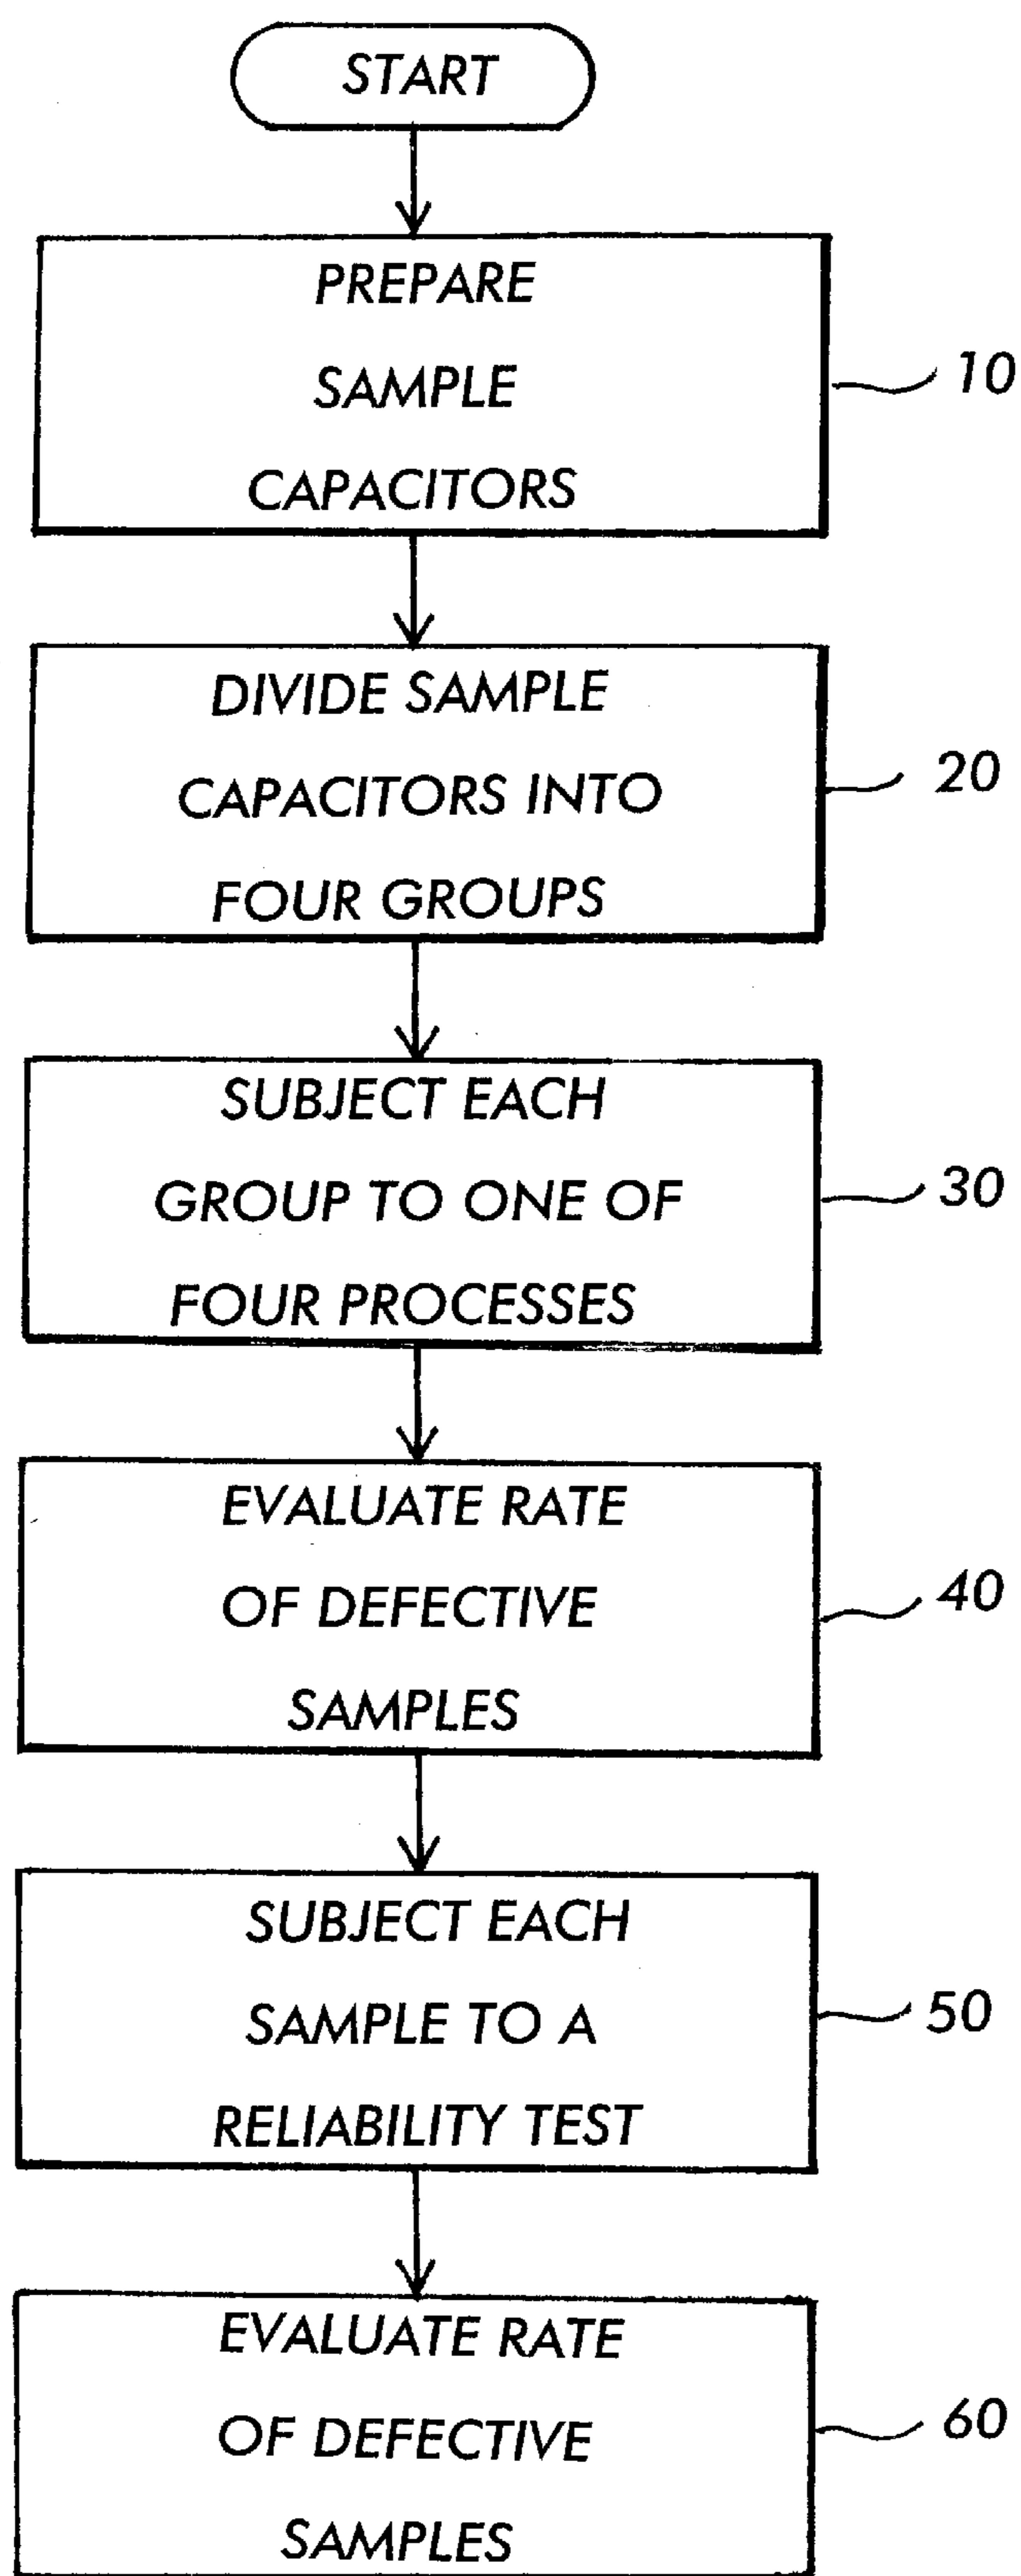 START
PREPARE
SAMPLE
CAPACITORS
10
DIVIDE SAMPLE
CAPACITORS INTO
FOUR GROUPS
20
SUBJECT EACH
GROUP TO ONE OF
FOUR PROCESSES
30
EVALUATE RATE
OF DEFECTIVE
SAMPLES
40
SUBJECT EACH
SAMPLE TO A
RELIABILITY TEST
50
EVALUATE RATE
OF DEFECTIVE
SAMPLES
60